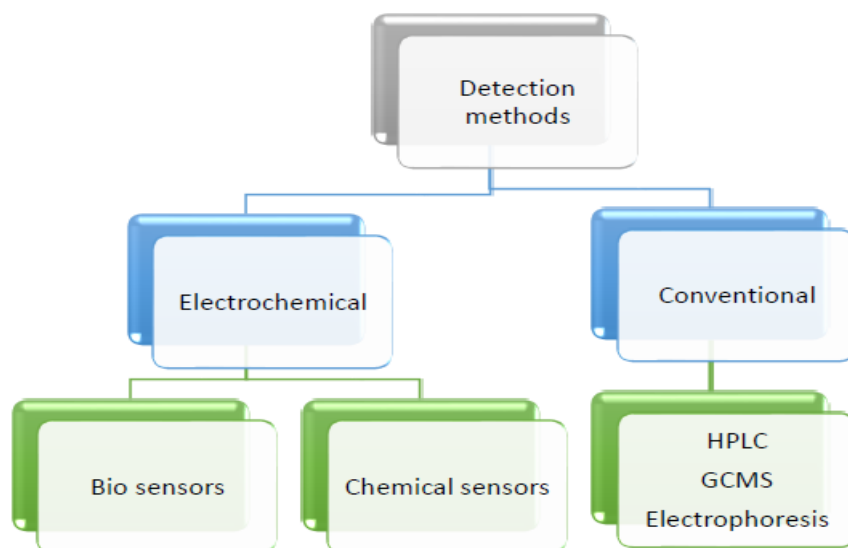 Detection
methods
Electrochemical
Conventional
Bio sensors
Chemical sensors
HPLC
GCMS
Electrophoresis